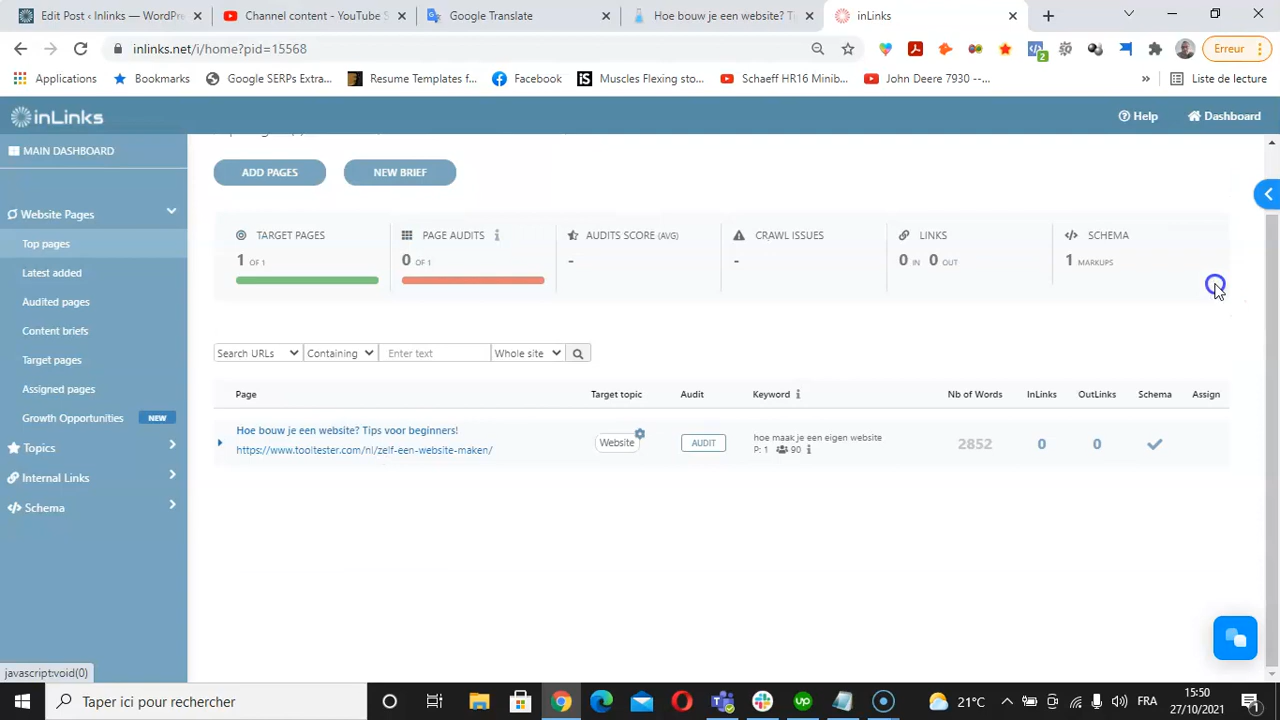 Edit Post ‹ Inlinks — WordPre
Channel content - YouTube S
Google Translate
Hoe bouw je een website? Ti
inLinks
inlinks.net/i/home?pid=15568
2
Erreur
Applications
Bookmarks
Google SERPs Extra...
Resume Templates f...
Facebook
iS Muscles Flexing sto...
Schaeff HR16 Minib...
John Deere 7930 --...
»
Liste de lecture
inLinks
Help
Dashboard
MAIN DASHBOARD
Website Pages
Top pages
Latest added
Audited pages
Content briefs
Target pages
Assigned pages
Growth Opportunities NEW
Topics
Internal Links
Schema
ADD PAGES
NEW BRIEF
TARGET PAGES
1 OF 1
PAGE AUDITS
0 OF 1
AUDITS SCORE (AVG)
-
CRAWL ISSUES
-
LINKS
0 IN 0 OUT
SCHEMA
1 MARKUPS
Search URLs
Containing
Enter text
Whole site
Page Target topic Audit Keyword Nb of Words InLinks OutLinks Schema Assign
Hoe bouw je een website? Tips voor beginners!
https://www.tooltester.com/nl/zelf-een-website-maken/
Website
AUDIT
hoe maak je een eigen website
P: 1 90
2852
0
0
javascript:void(0)
Taper ici pour rechercher
21°C
FRA
15:50
27/10/2021
1